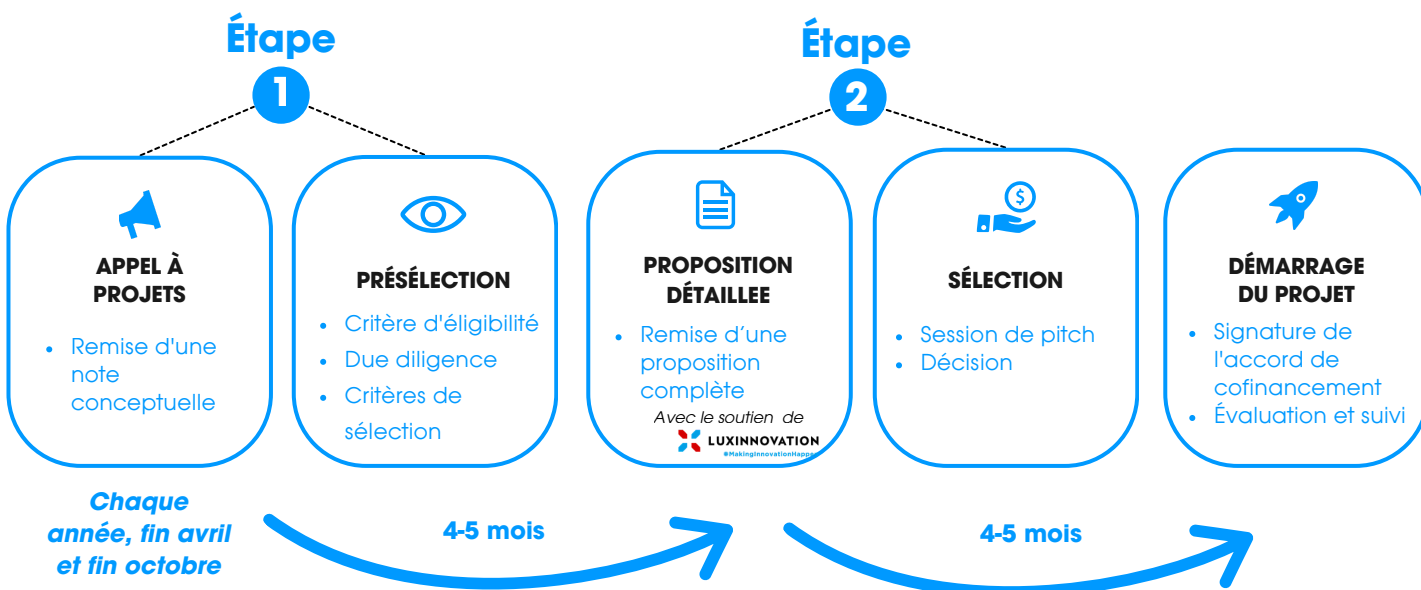 Étape
1
Étape
2
APPEL À
PROJETS
• Remise d'une
note
conceptuelle
PRÉSÉLECTION
• Critère d'éligibilité
• Due diligence
• Critères de
sélection
PROPOSITION
DÉTAILLEE
• Remise d’une
proposition
complète
Avec le soutien de
LUXINNOVATION
#MakingInnovationHappe
$
SÉLECTION
• Session de pitch
• Décision
DÉMARRAGE
DU PROJET
• Signature de
l'accord de
cofinancement
• Évaluation et suivi
Chaque
année, fin avril
et fin octobre
4-5 mois
4-5 mois